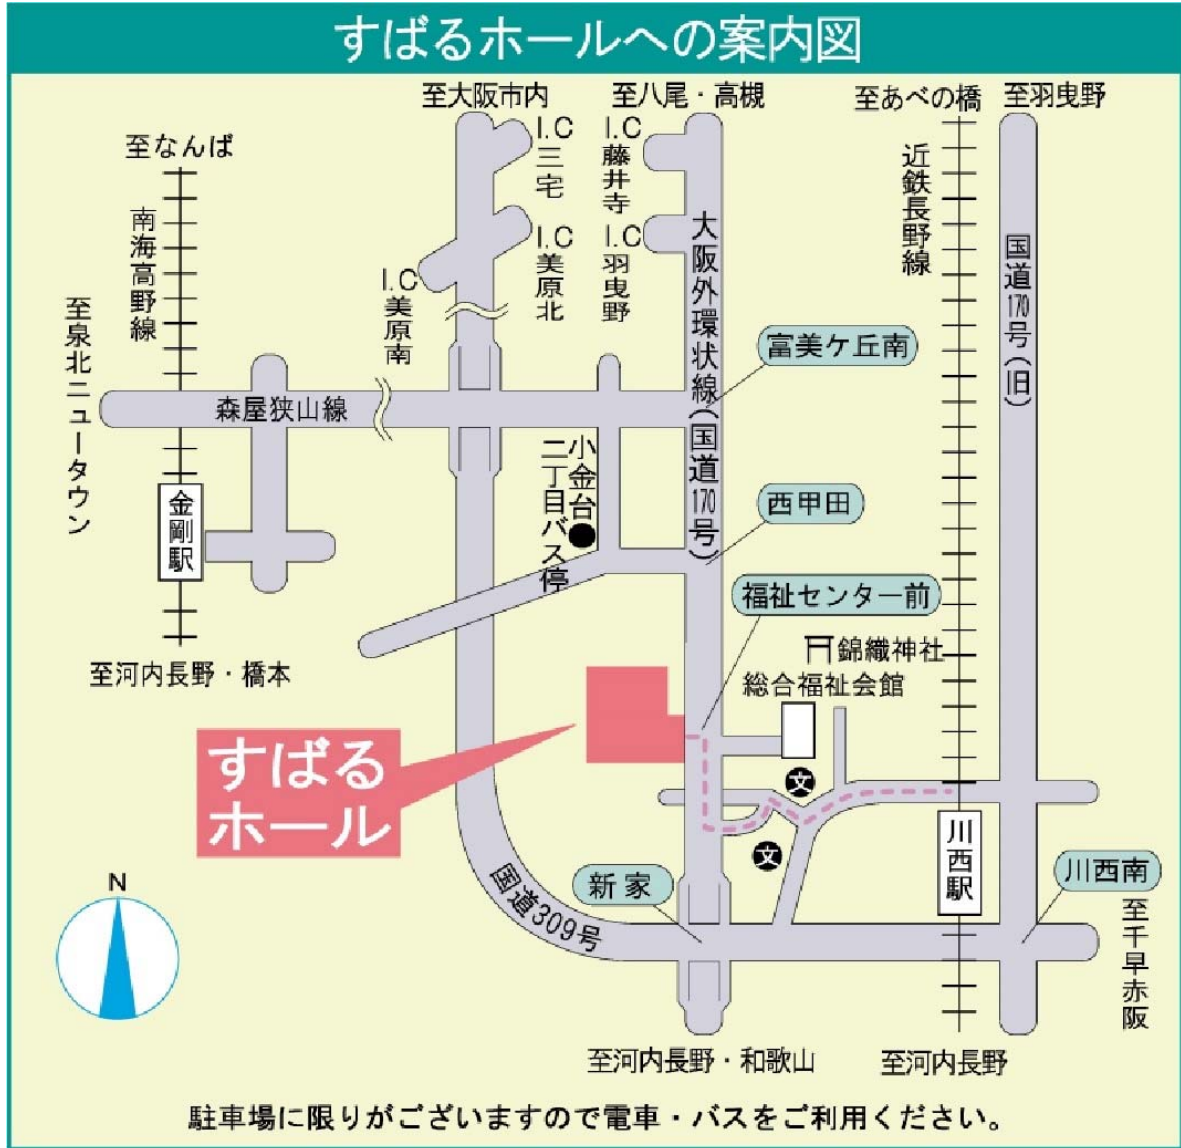 すばるホールへの案内図
至大阪市内
至八尾・高槻
至あべの橋
至羽曳野
至なんば
南海高野線
至泉北ニュータウン
I.C三宅
I.C藤井寺
I.C美原北
I.C羽曳野
I.C美原南
大阪外環状線(国道170号)
近鉄長野線
国道170号(旧)
富美ケ丘南
森屋狭山線
小金台
二丁目バス停
西甲田
金剛駅
福祉センター前
錦織神社
総合福祉会館
至河内長野・橋本
すばる
ホール
文
文
川西駅
新家
川西南
国道309号
N
至千早赤阪
至河内長野・和歌山
至河内長野
駐車場に限りがございますので電車・バスをご利用ください。